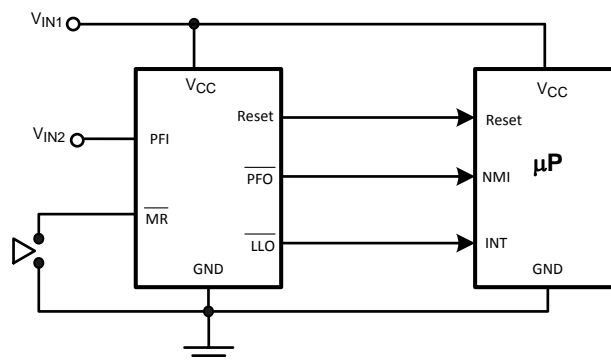 VIN1
VCC
VCC
Reset
Reset
VIN2
PFI
PFO
NMI
μP
MR
LLO
INT
GND
GND